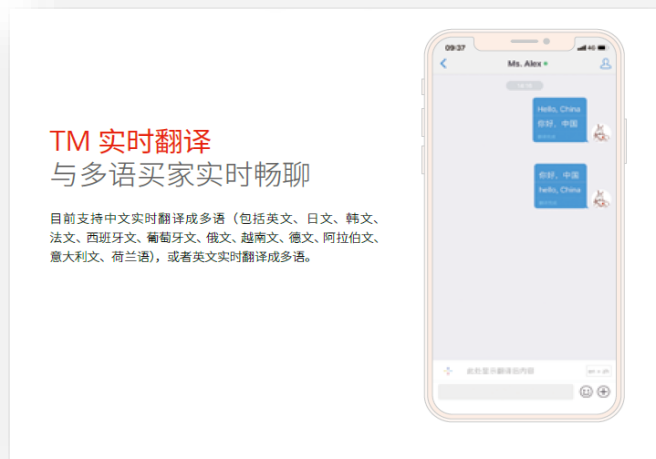 TM 实时翻译
与多语买家实时畅聊
目前支持中文实时翻译成多语（包括英文、日文、韩文、
法文、西班牙文、葡萄牙文、俄文、越南文、德文、阿拉伯文、
意大利文、荷兰语），或者英文实时翻译成多语。
09:37
4G
Ms. Alex
Hello, China
你好，中国
你好，中国
hello, China